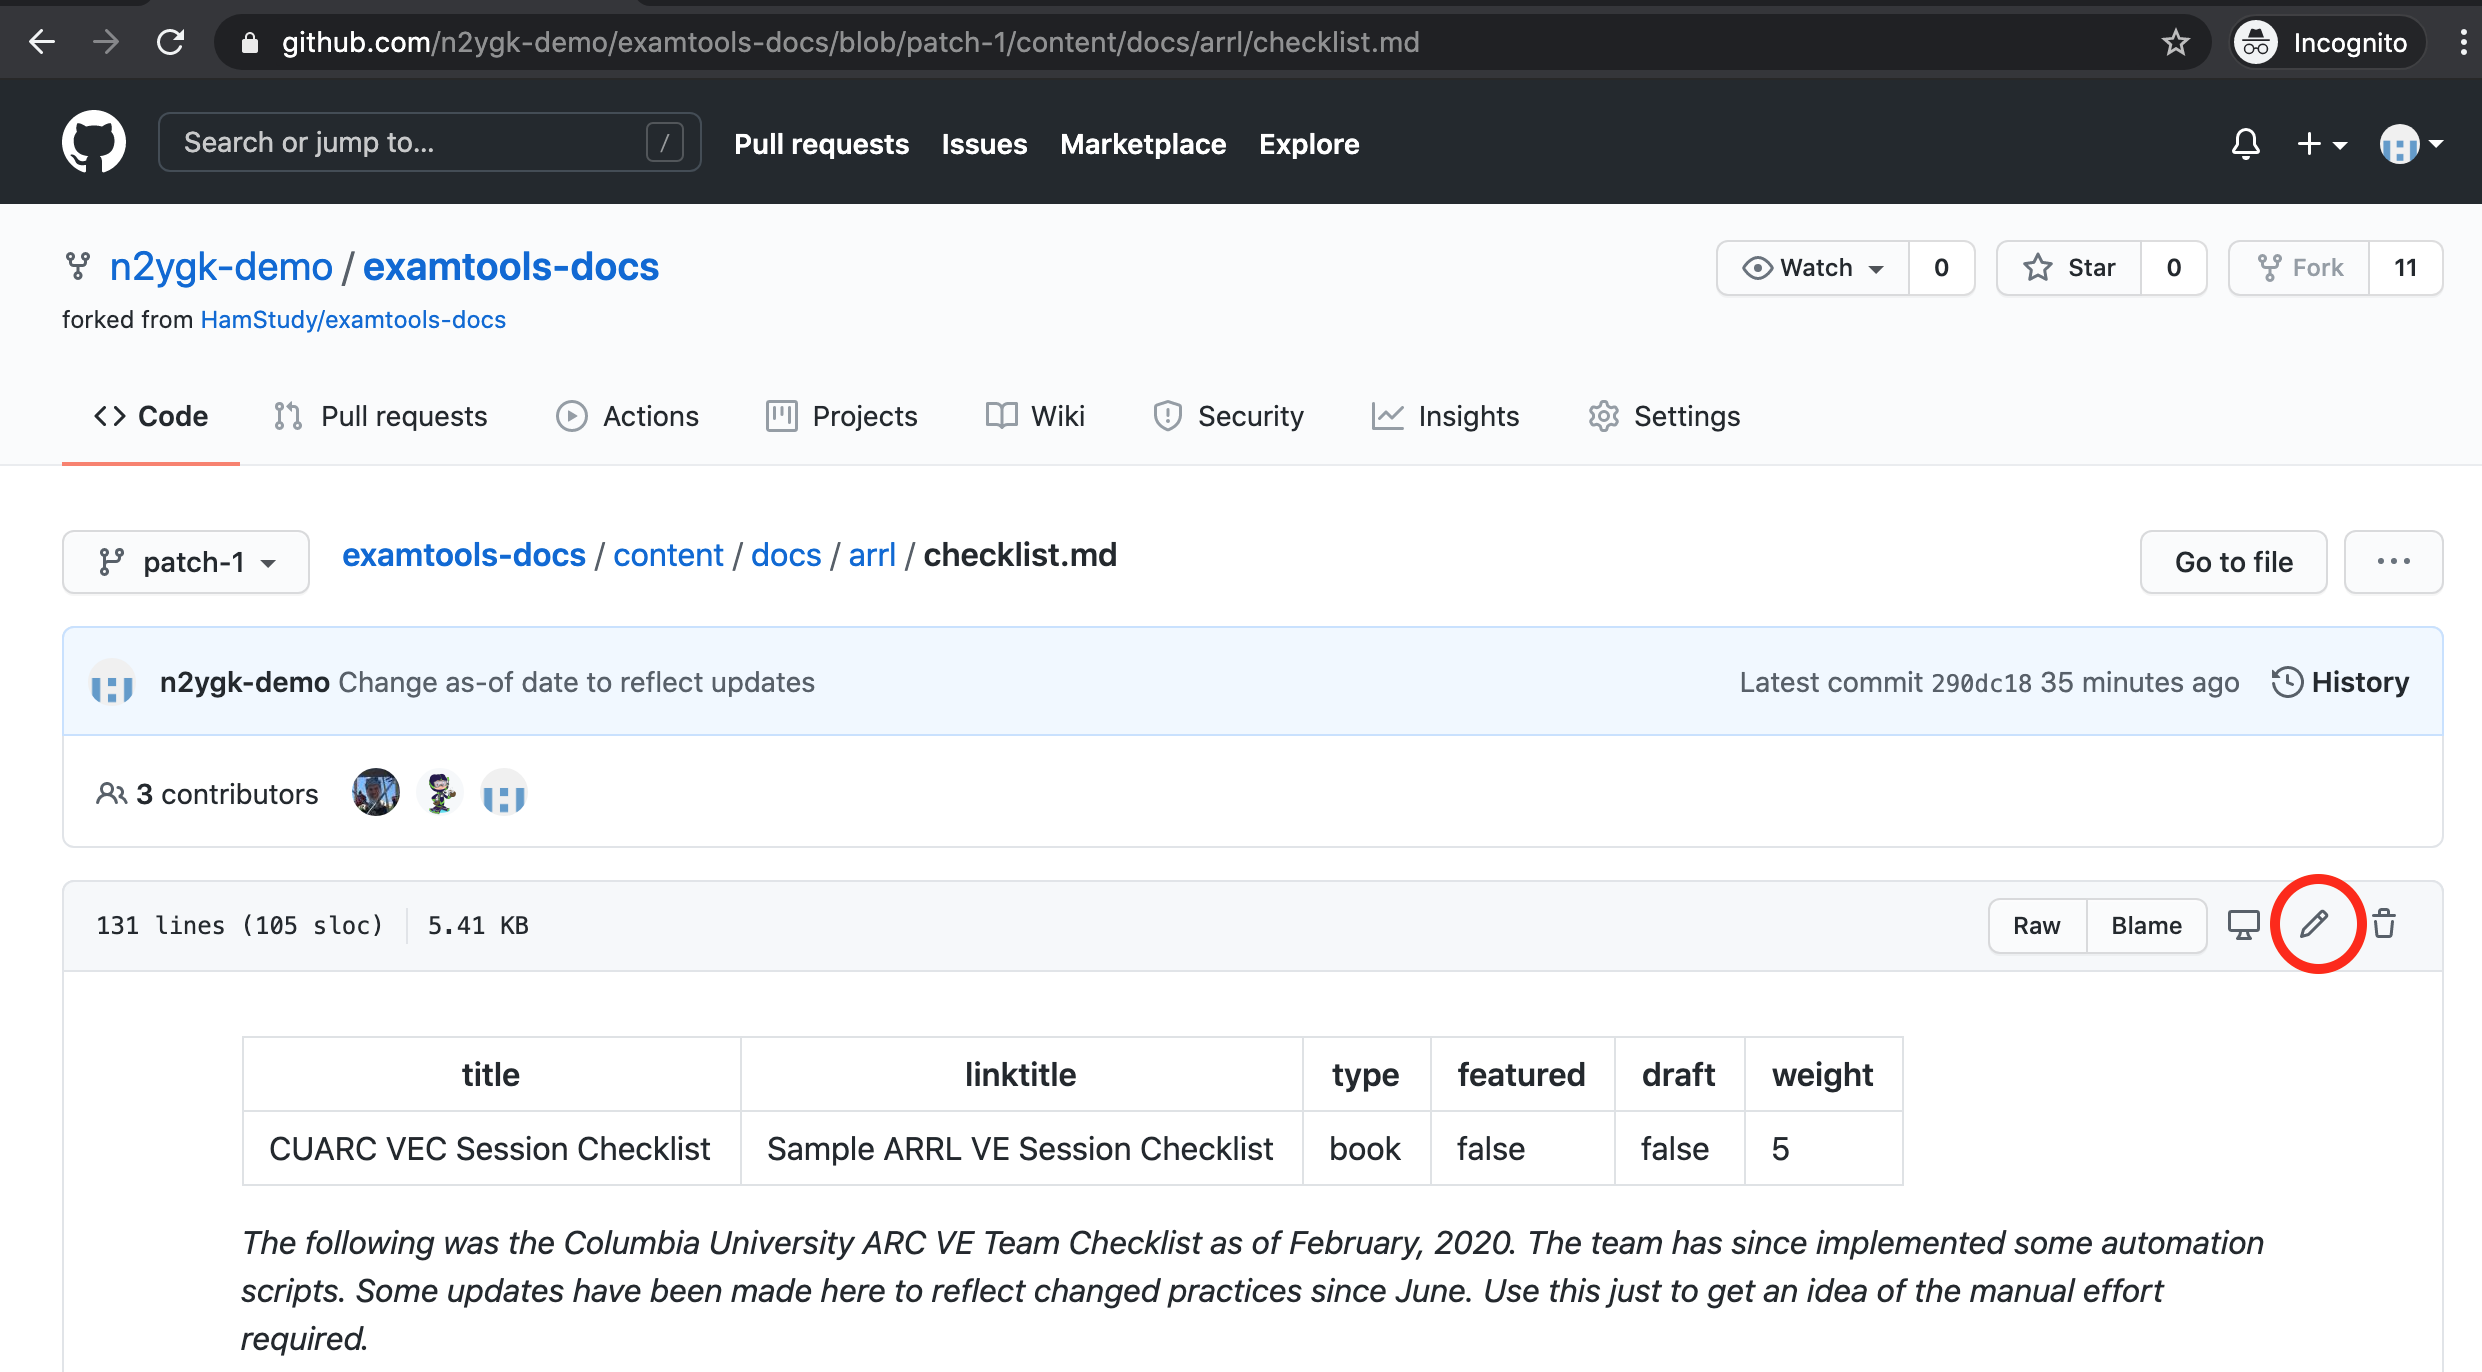 github.com/n2ygk-demo/examtools-docs/blob/patch-1/content/docs/arrl/checklist.md Incognito
Search or jump to... / Pull requests Issues Marketplace Explore
n2ygk-demo / examtools-docs Watch 0 Star 0 Fork 11
forked from HamStudy/examtools-docs
Code Pull requests Actions Projects Wiki Security Insights Settings
patch-1 examtools-docs / content / docs / arrl / checklist.md Go to file ...
n2ygk-demo Change as-of date to reflect updates Latest commit 290dc18 35 minutes ago History
3 contributors
131 lines (105 sloc) 5.41 KB Raw Blame
title linktitle type featured draft weight
CUARC VEC Session Checklist Sample ARRL VE Session Checklist book false false 5
The following was the Columbia University ARC VE Team Checklist as of February, 2020. The team has since implemented some automation
scripts. Some updates have been made here to reflect changed practices since June. Use this just to get an idea of the manual effort
required.